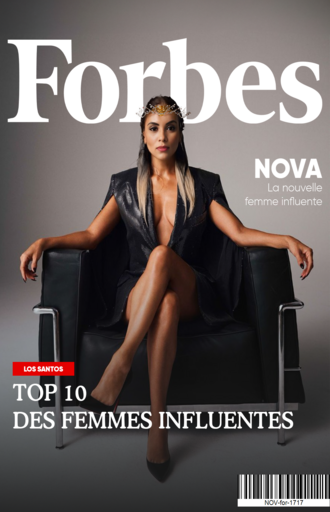 Forbes
NOVA
La nouvelle
femme influente
LOS SANTOS
TOP 10
DES FEMMES INFLUENTES
NOV-for-1717